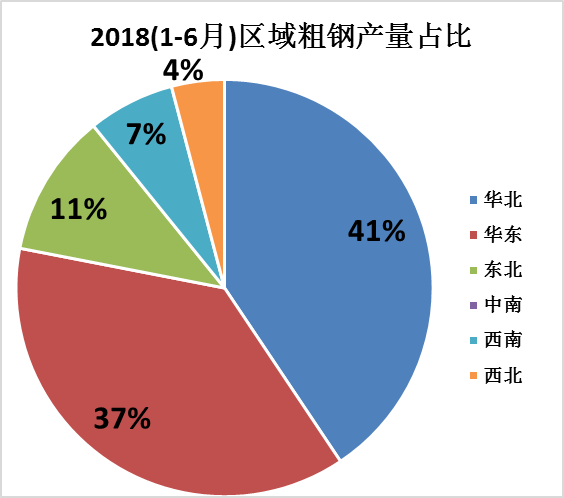 2018(1-6月)区域粗钢产量占比
4%
7%
11%
41%
37%
华北
华东
东北
中南
西南
西北